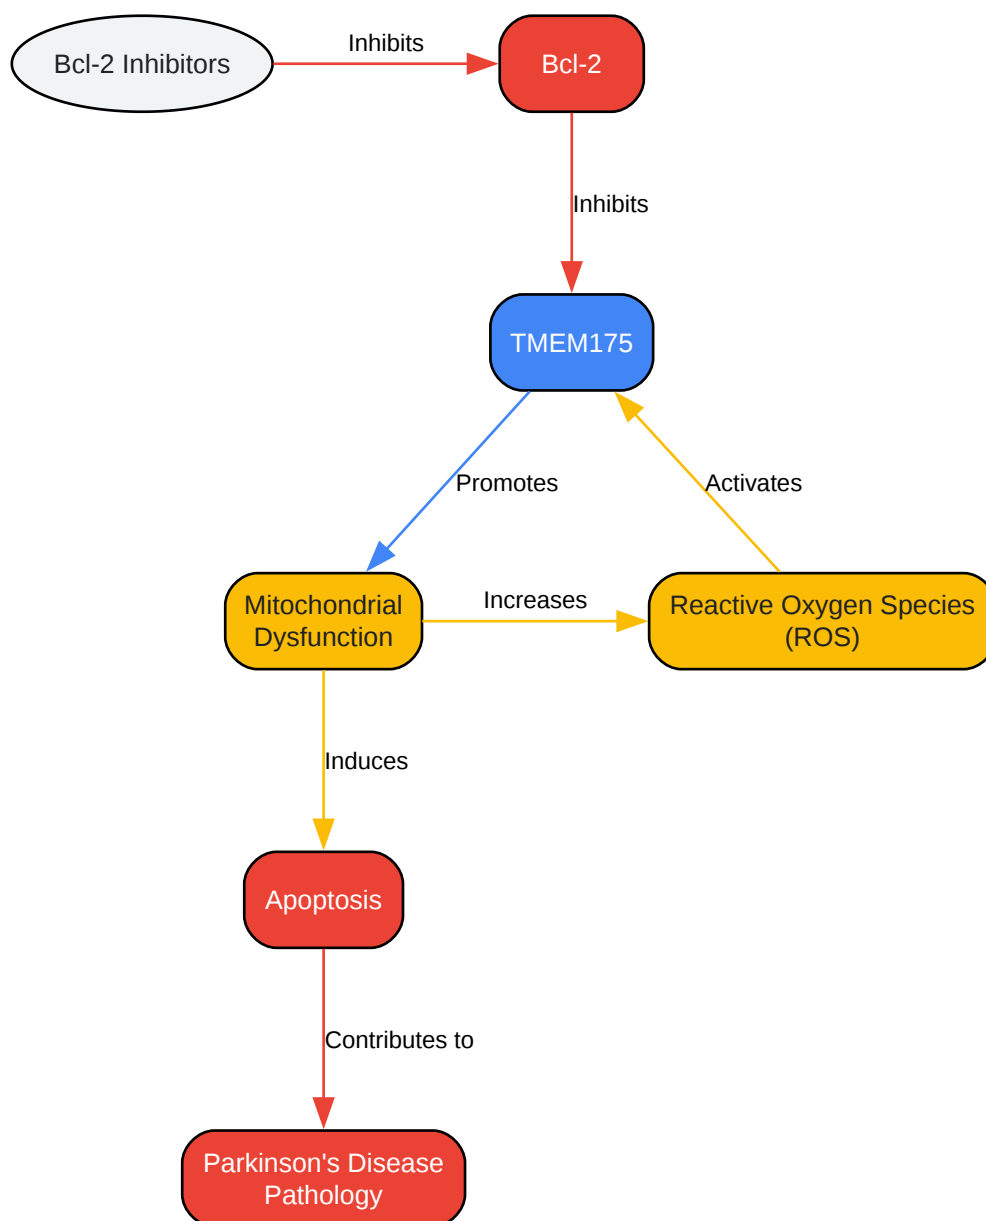 Bcl-2 Inhibitors
Inhibits
Bcl-2
Inhibits
TMEM175
Promotes
Activates
Mitochondrial
Dysfunction
Increases
Reactive Oxygen Species
(ROS)
Induces
Apoptosis
Contributes to
Parkinson's Disease
Pathology